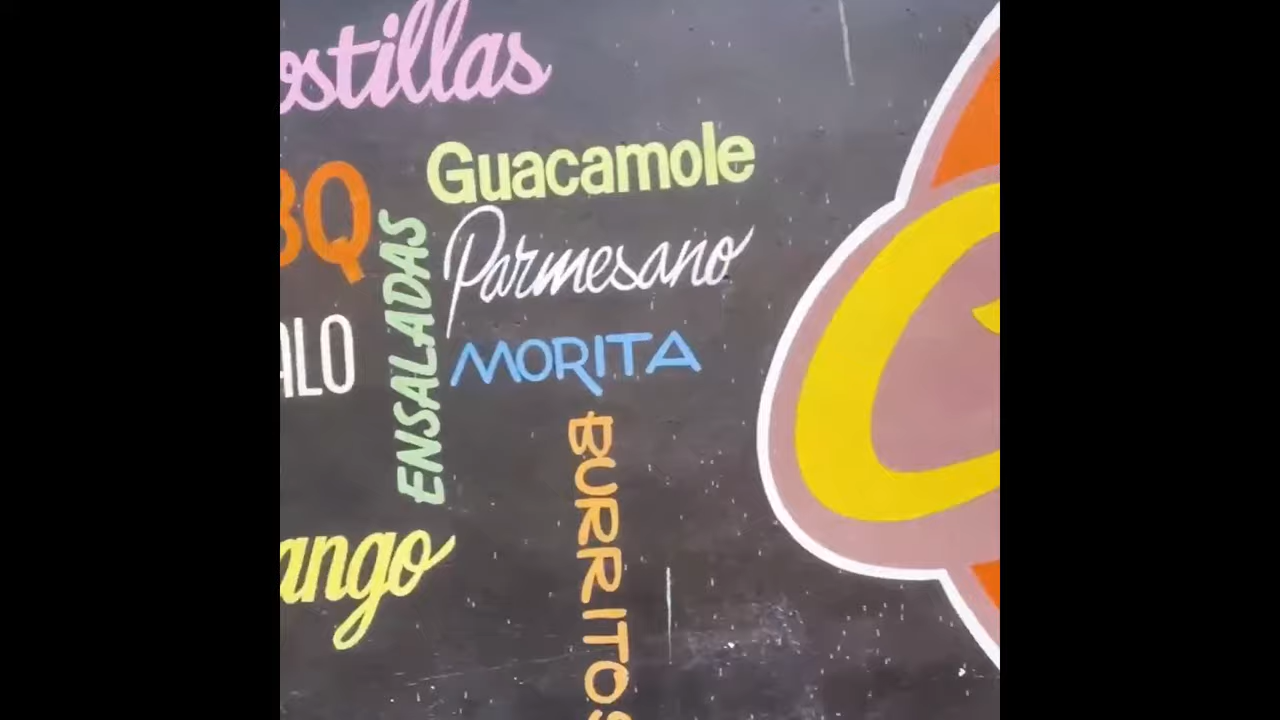 ostillas
BQ
Guacamole
ENSALADAS
Parmesano
ALO
MORITA
BURRITOS
ango